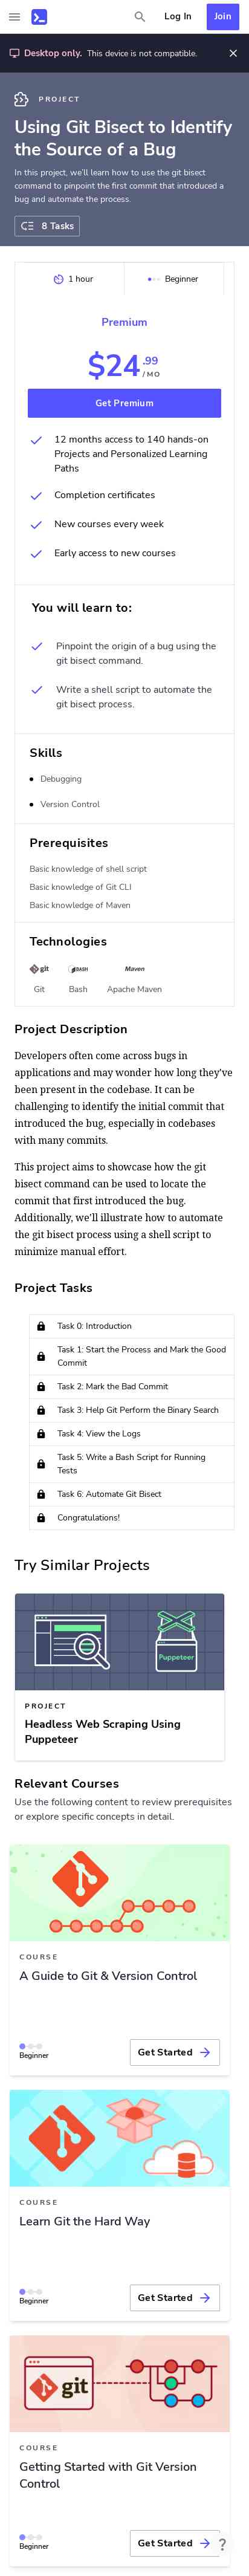 Log In
Join
Desktop only. This device is not compatible.
PROJECT
Using Git Bisect to Identify
the Source of a Bug
In this project, we'll learn how to use the git bisect
command to pinpoint the first commit that introduced a
bug and automate the process.
8 Tasks
1 hour
Beginner
Premium
$24.99
/MO
Get Premium
12 months access to 140 hands-on
Projects and Personalized Learning
Paths
Completion certificates
New courses every week
Early access to new courses
You will learn to:
Pinpoint the origin of a bug using the
git bisect command.
Write a shell script to automate the
git bisect process.
Skills
Debugging
Version Control
Prerequisites
Basic knowledge of shell script
Basic knowledge of Git CLI
Basic knowledge of Maven
Technologies
git
BASH
Maven
Git
Bash
Apache Maven
Project Description
Developers often come across bugs in
applications and may wonder how long they've
been present in the codebase. It can be
challenging to identify the initial commit that
introduced the bug, especially in codebases
with many commits.
This project aims to showcase how the git
bisect command can be used to locate the
commit that first introduced the bug.
Additionally, we'll illustrate how to automate
the git bisect process using a shell script to
minimize manual effort.
Project Tasks
Task 0: Introduction
Task 1: Start the Process and Mark the Good
Commit
Task 2: Mark the Bad Commit
Task 3: Help Git Perform the Binary Search
Task 4: View the Logs
Task 5: Write a Bash Script for Running
Tests
Task 6: Automate Git Bisect
Congratulations!
Try Similar Projects
Puppeteer
PROJECT
Headless Web Scraping Using
Puppeteer
Relevant Courses
Use the following content to review prerequisites
or explore specific concepts in detail.
COURSE
A Guide to Git & Version Control
Beginner
Get Started
COURSE
Learn Git the Hard Way
Beginner
Get Started
git
COURSE
Getting Started with Git Version
Control
Beginner
Get Started
?